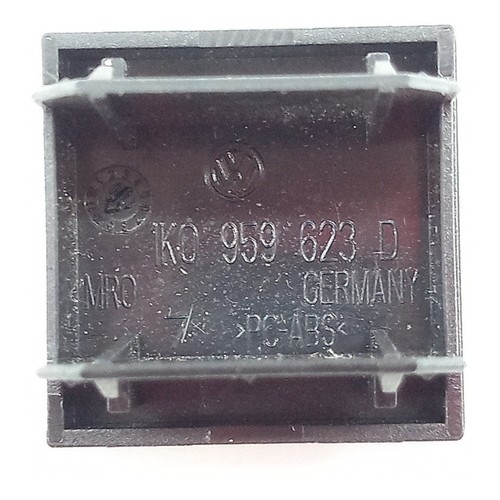 1K0 959 623 D
MRO GERMANY
>PC-ABS<